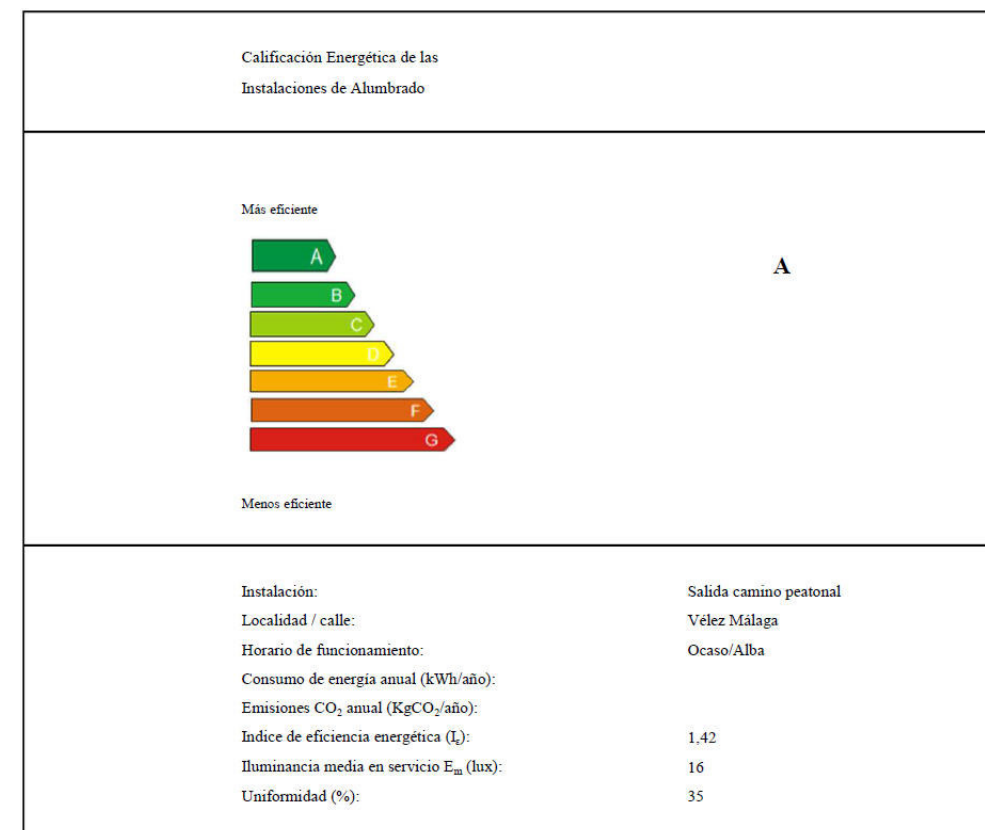 Calificación Energética de las
Instalaciones de Alumbrado
Más eficiente
A
A
B
C
D
E
F
G
Menos eficiente
Instalación: Salida camino peatonal
Localidad / calle: Vélez Málaga
Horario de funcionamiento: Ocaso/Alba
Consumo de energía anual (kWh/año):
Emisiones CO₂ anual (KgCO₂/año):
Indice de eficiencia energética (Iε): 1,42
Iluminancia media en servicio Eₘ (lux): 16
Uniformidad (%): 35